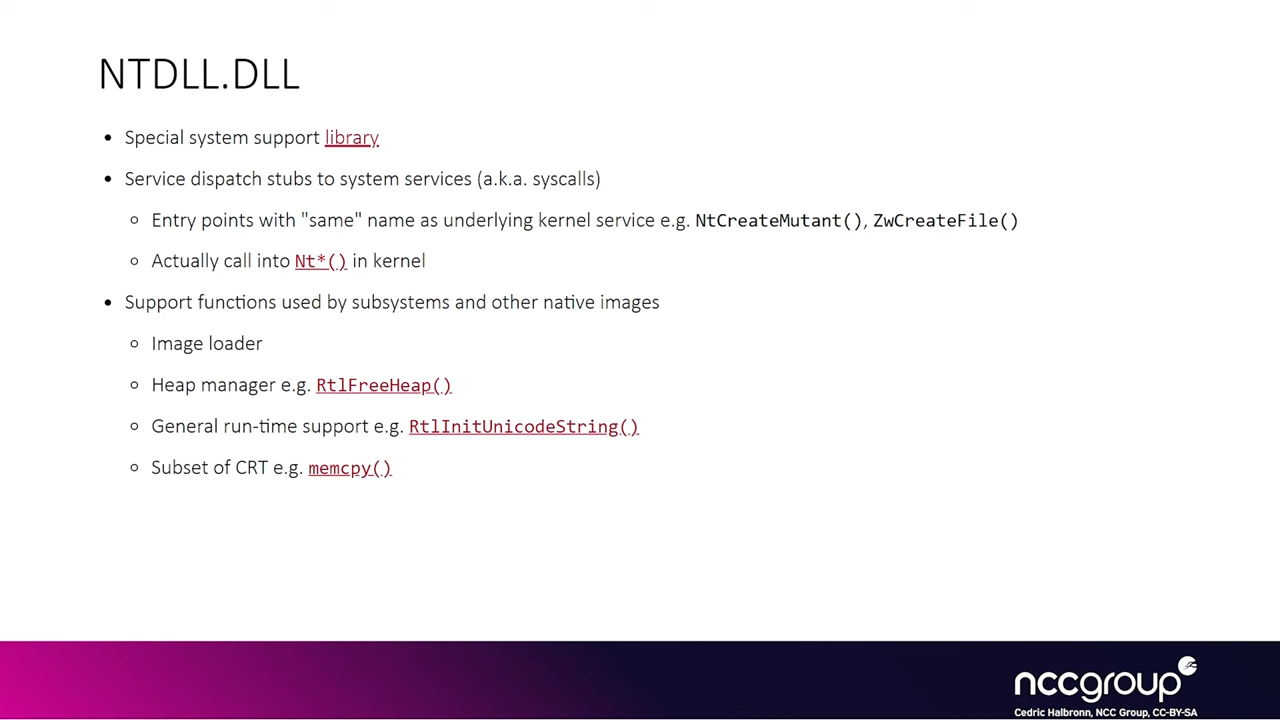 NTDLL.DLL
• Special system support library
• Service dispatch stubs to system services (a.k.a. syscalls)
○ Entry points with "same" name as underlying kernel service e.g. NtCreateMutant(), ZwCreateFile()
○ Actually call into Nt*() in kernel
• Support functions used by subsystems and other native images
○ Image loader
○ Heap manager e.g. RtlFreeHeap()
○ General run-time support e.g. RtlInitUnicodeString()
○ Subset of CRT e.g. memcpy()
nccgroup
Cedric Halbronn, NCC Group, CC-BY-SA